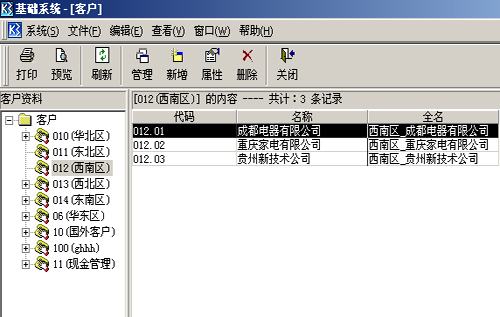 基础系统 - [客户]
系统(S) 文件(F) 编辑(E) 查看(V) 窗口(W) 帮助(H)
打印 预览 刷新 管理 新增 属性 删除 关闭
客户资料
[012(西南区)] 的内容 ---- 共计：3 条记录
客户
010(华北区)
011(东北区)
012(西南区)
013(西北区)
014(东南区)
06(华东区)
10(国外客户)
100(ghhh)
11(现金管理)
代码 名称 全名
012.01 成都电器有限公司 西南区_成都电器有限公司
012.02 重庆家电有限公司 西南区_重庆家电有限公司
012.03 贵州新技术公司 西南区_贵州新技术公司